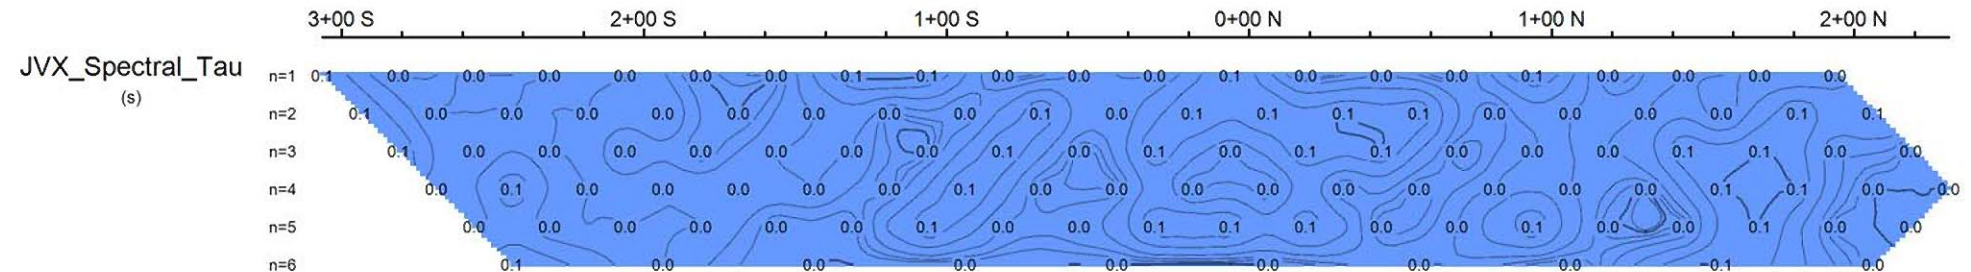 3+00 S 2+00 S 1+00 S 0+00 N 1+00 N 2+00 N
JVX_Spectral_Tau
(s)
n=1 0.1 0.0 0.0 0.0 0.0 0.0 0.0 0.1 0.1 0.0 0.0 0.0 0.1 0.0 0.0 0.0 0.1 0.0 0.0 0.0 0.0
n=2 0.1 0.0 0.0 0.0 0.0 0.0 0.0 0.0 0.0 0.1 0.0 0.1 0.1 0.1 0.1 0.0 0.0 0.0 0.0 0.1 0.1
n=3 0.1 0.0 0.0 0.0 0.0 0.0 0.0 0.0 0.1 0.0 0.1 0.0 0.1 0.1 0.0 0.0 0.0 0.1 0.1 0.0 0.0
n=4 0.0 0.1 0.0 0.0 0.0 0.0 0.0 0.1 0.0 0.0 0.0 0.0 0.0 0.0 0.0 0.0 0.0 0.1 0.1 0.0 0.0
n=5 0.0 0.0 0.0 0.0 0.0 0.0 0.1 0.0 0.0 0.1 0.1 0.1 0.0 0.0 0.1 0.0 0.0 0.1 0.0 0.0
n=6 0.1 0.0 0.0 0.0 0.0 0.0 0.0 0.0 0.1 0.0